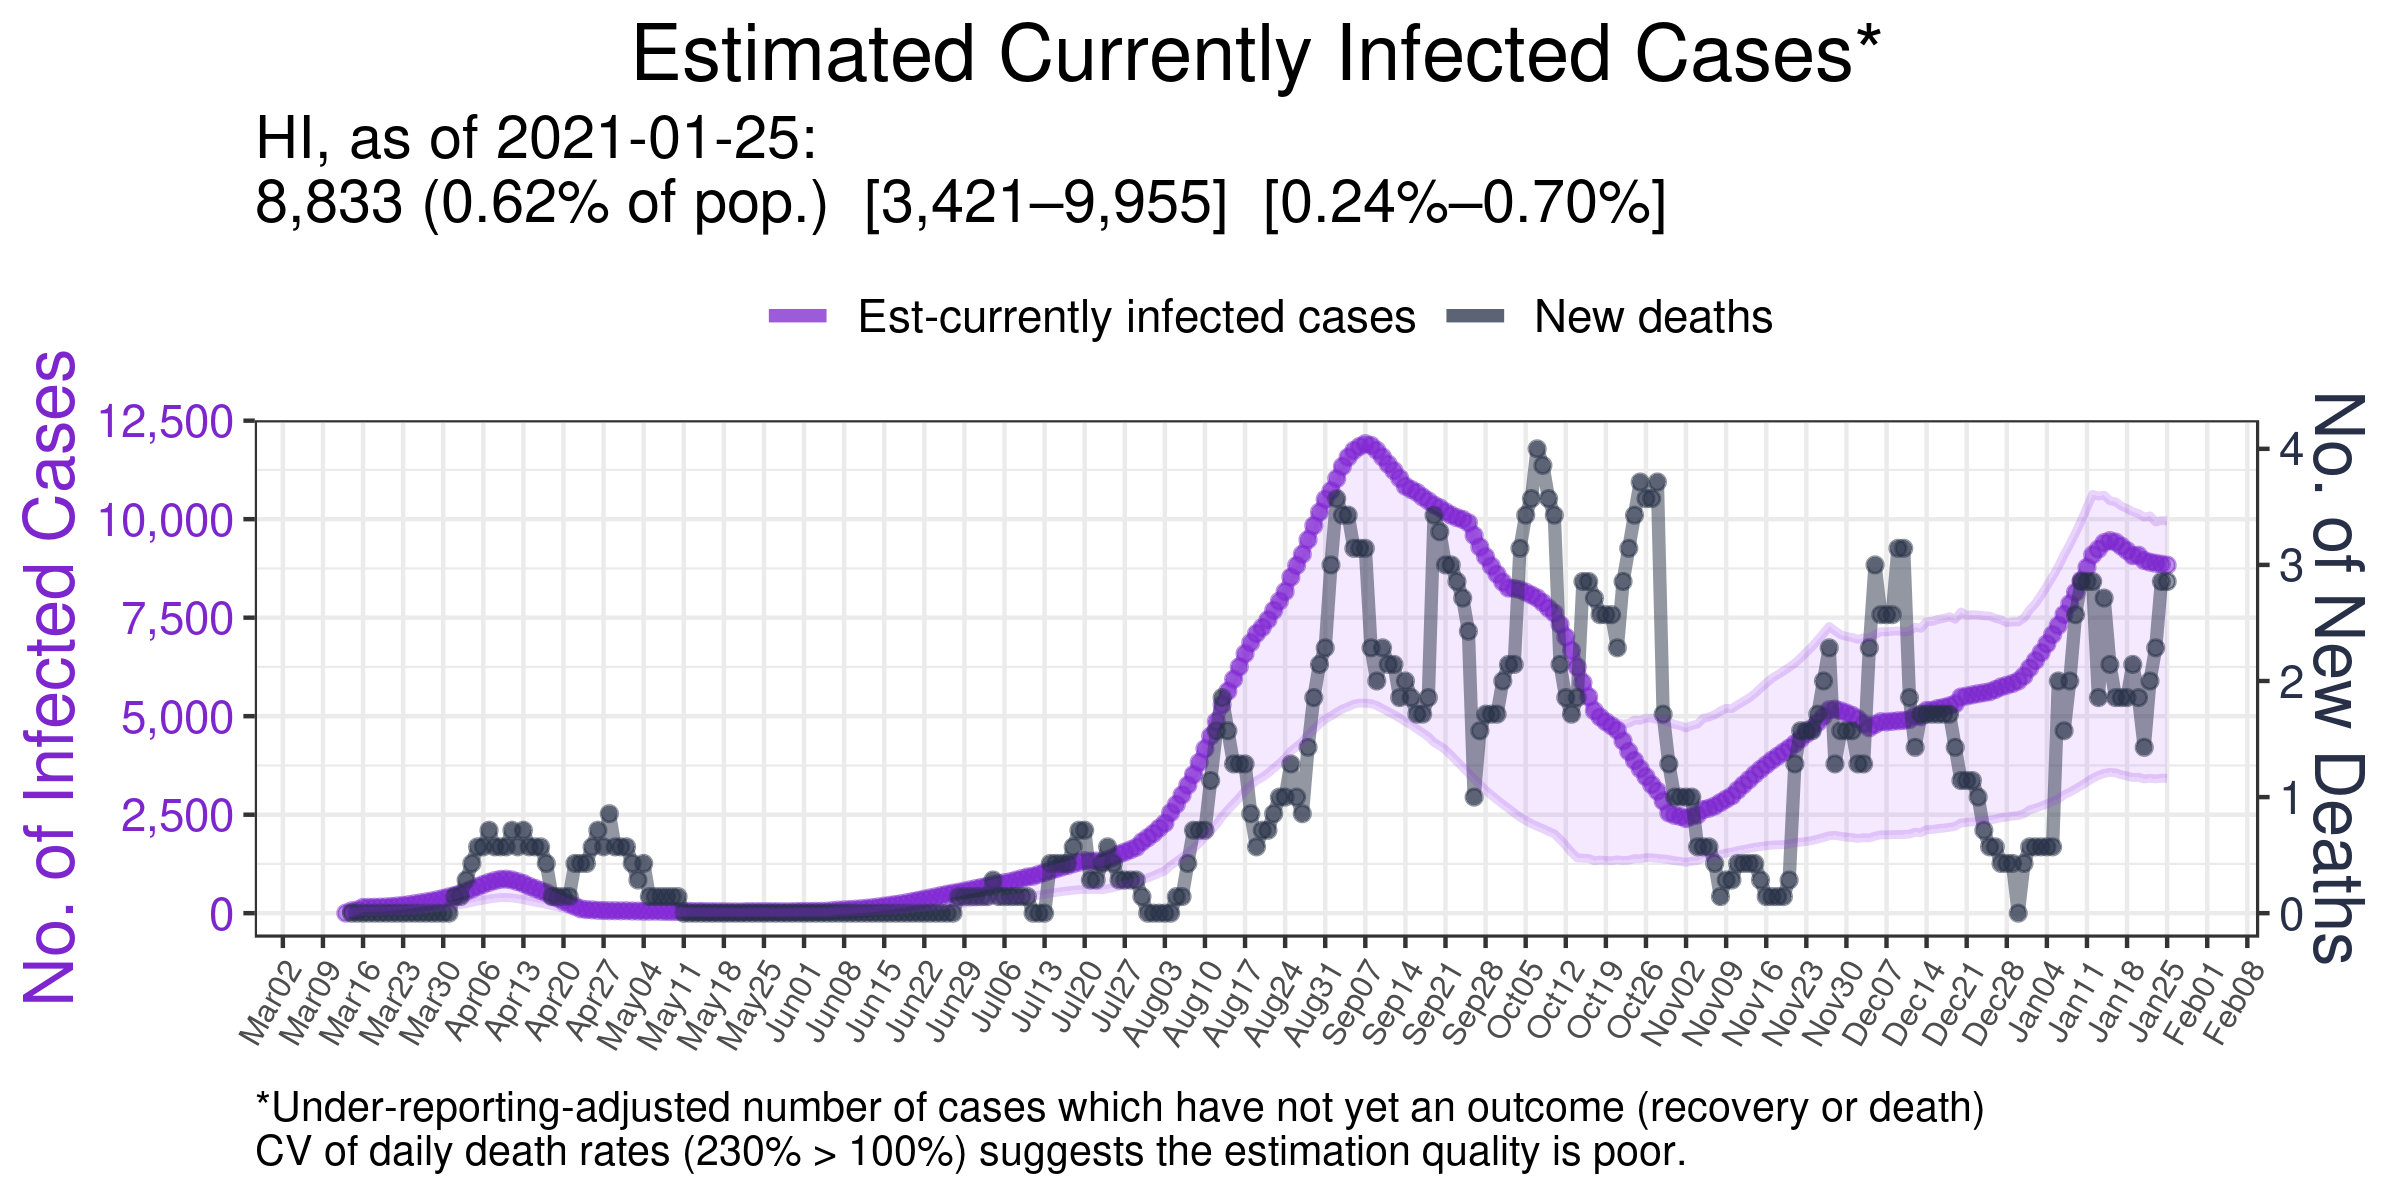 Estimated Currently Infected Cases*
HI, as of 2021-01-25:
8,833 (0.62% of pop.) [3,421–9,955] [0.24%–0.70%]
Est-currently infected cases
New deaths
No. of Infected Cases
12,500
10,000
7,500
5,000
2,500
0
No. of New Deaths
4
3
2
1
0
Mar02
Mar09
Mar16
Mar23
Mar30
Apr06
Apr13
Apr20
Apr27
May04
May11
May18
May25
Jun01
Jun08
Jun15
Jun22
Jun29
Jul06
Jul13
Jul20
Jul27
Aug03
Aug10
Aug17
Aug24
Aug31
Sep07
Sep14
Sep21
Sep28
Oct05
Oct12
Oct19
Oct26
Nov02
Nov09
Nov16
Nov23
Nov30
Dec07
Dec14
Dec21
Dec28
Jan04
Jan11
Jan18
Jan25
Feb01
Feb08
*Under-reporting-adjusted number of cases which have not yet an outcome (recovery or death)
CV of daily death rates (230% > 100%) suggests the estimation quality is poor.